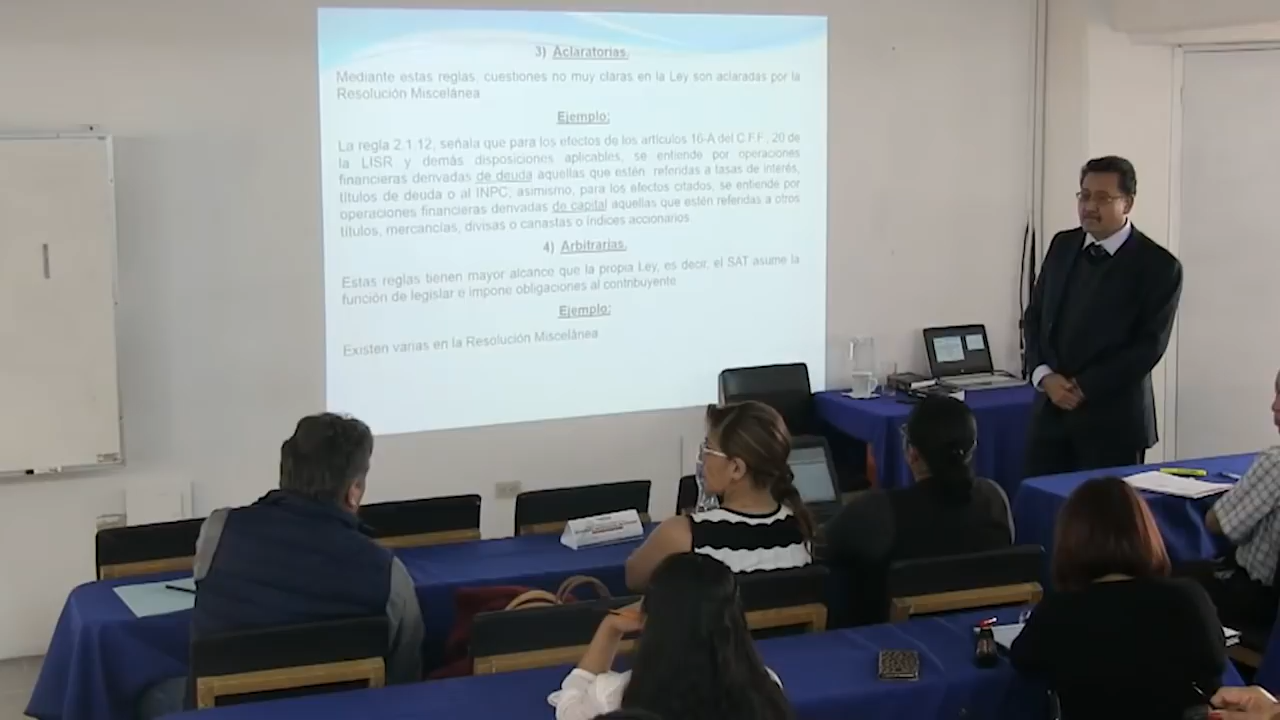 3) Aclaratorias.
Mediante estas reglas, cuestiones no muy claras en la Ley son aclaradas por la
Resolución Miscelánea
Ejemplo:
La regla 2.1.12, señala que para los efectos de los artículos 16-A del C.F.F., 20 de
la LISR y demás disposiciones aplicables, se entiende por operaciones
financieras derivadas de deuda aquellas que estén referidas a tasas de interés,
títulos de deuda o al INPC; asimismo, para los efectos citados, se entiende por
operaciones financieras derivadas de capital aquellas que estén referidas a otros
títulos, mercancías, divisas o canastas o índices accionarios
4) Arbitrarias.
Estas reglas tienen mayor alcance que la propia Ley, es decir, el SAT asume la
función de legislar e impone obligaciones al contribuyente
Ejemplo:
Existen varias en la Resolución Miscelánea